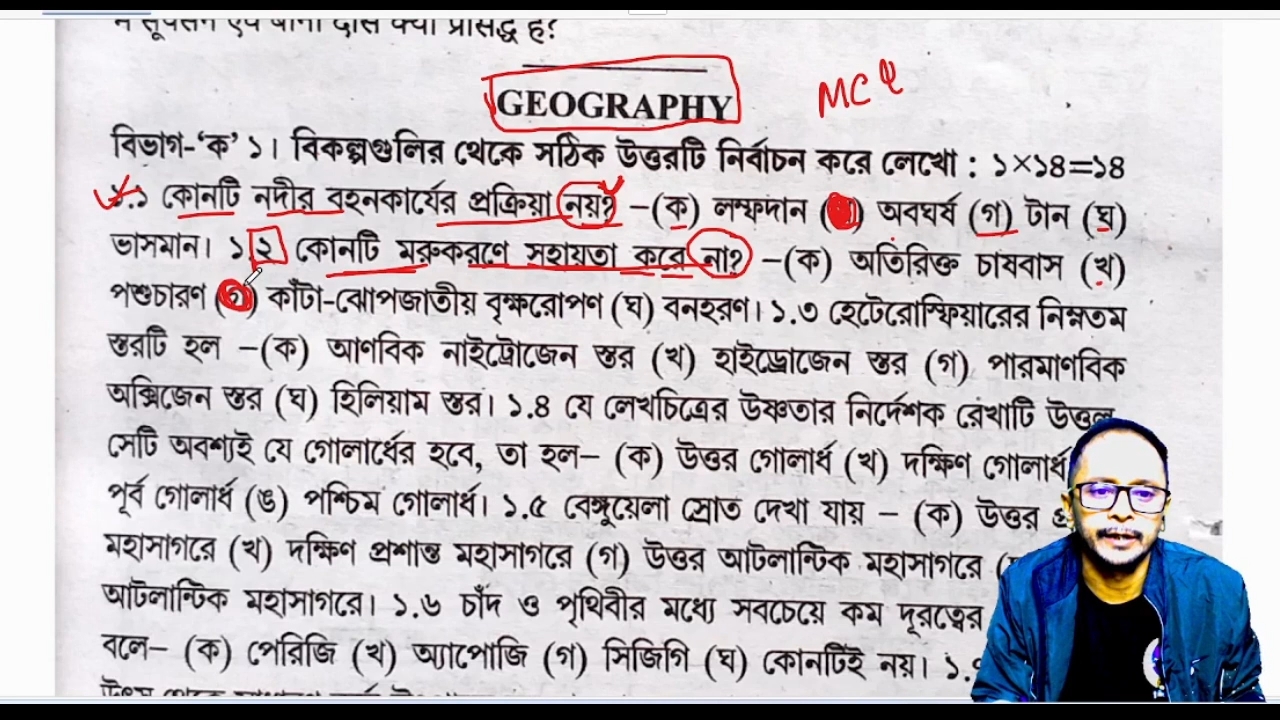 GEOGRAPHY
MCQ
বিভাগ-'ক' ১। বিকল্পগুলির থেকে সঠিক উত্তরটি নির্বাচন করে লেখো : ১×১৪=১৪
১.১ কোনটি নদীর বহনকার্যের প্রক্রিয়া নয়? –(ক) লম্ফদান ( ) অবঘর্ষ (গ) টান (ঘ)
ভাসমান। ১.২ কোনটি মরুকরণে সহায়তা করে না? –(ক) অতিরিক্ত চাষবাস (খ)
পশুচারণ (গ) কাঁটা-ঝোপজাতীয় বৃক্ষরোপণ (ঘ) বনহরণ। ১.৩ হেটেরোস্ফিয়ারের নিম্নতম
স্তরটি হল –(ক) আণবিক নাইট্রোজেন স্তর (খ) হাইড্রোজেন স্তর (গ) পারমাণবিক
অক্সিজেন স্তর (ঘ) হিলিয়াম স্তর। ১.৪ যে লেখচিত্রের উষ্ণতার নির্দেশক রেখাটি উত্তল
সেটি অবশ্যই যে গোলার্ধের হবে, তা হল– (ক) উত্তর গোলার্ধ (খ) দক্ষিণ গোলার্ধ
পূর্ব গোলার্ধ (ঙ) পশ্চিম গোলার্ধ। ১.৫ বেঙ্গুয়েলা স্রোত দেখা যায় – (ক) উত্তর
মহাসাগরে (খ) দক্ষিণ প্রশান্ত মহাসাগরে (গ) উত্তর আটলান্টিক মহাসাগরে
আটলান্টিক মহাসাগরে। ১.৬ চাঁদ ও পৃথিবীর মধ্যে সবচেয়ে কম দূরত্বের
বলে– (ক) পেরিজি (খ) অ্যাপোজি (গ) সিজিগি (ঘ) কোনটিই নয়।